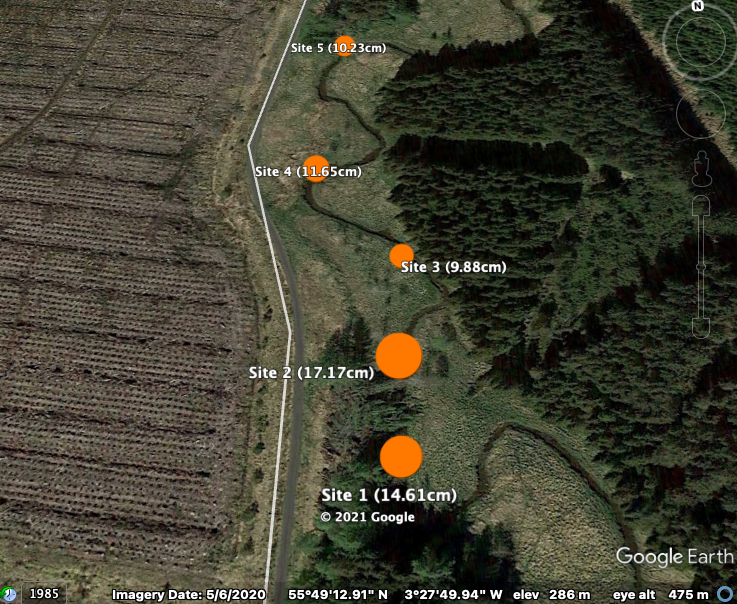 N
Site 5 (10.23cm)
Site 4 (11.65cm)
Site 3 (9.88cm)
Site 2 (17.17cm)
Site 1 (14.61cm)
© 2021 Google
Google Earth
1985 Imagery Date: 5/6/2020 55°49'12.91" N 3°27'49.94" W elev 286 m eye alt 475 m